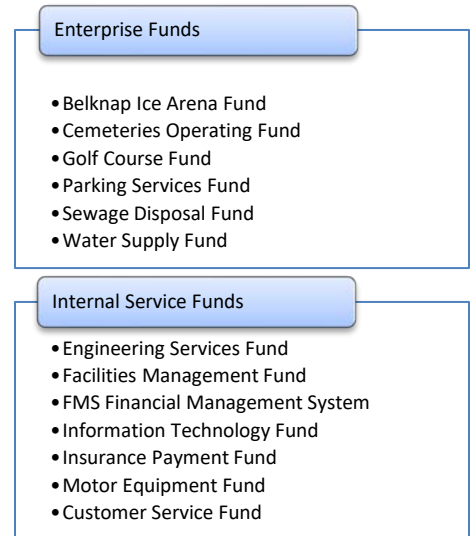 Enterprise Funds
•Belknap Ice Arena Fund
•Cemeteries Operating Fund
•Golf Course Fund
•Parking Services Fund
•Sewage Disposal Fund
•Water Supply Fund
Internal Service Funds
•Engineering Services Fund
•Facilities Management Fund
•FMS Financial Management System
•Information Technology Fund
•Insurance Payment Fund
•Motor Equipment Fund
•Customer Service Fund